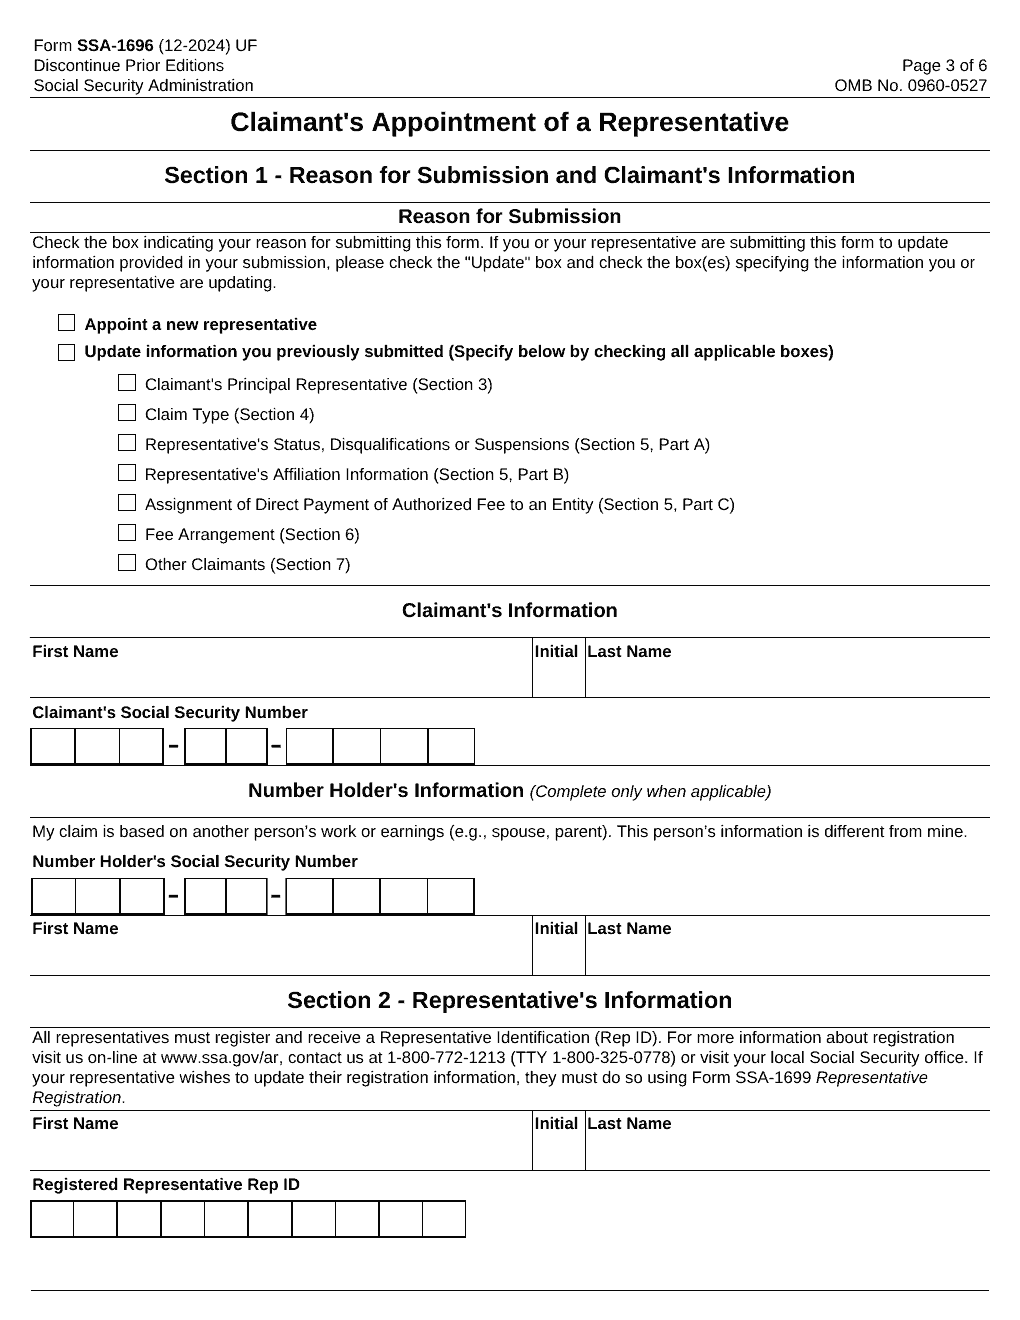 Form SSA-1696 (12-2024) UF
Discontinue Prior Editions
Social Security Administration
Page 3 of 6
OMB No. 0960-0527
Claimant's Appointment of a Representative
Section 1 - Reason for Submission and Claimant's Information
Reason for Submission
Check the box indicating your reason for submitting this form. If you or your representative are submitting this form to update
information provided in your submission, please check the "Update" box and check the box(es) specifying the information you or
your representative are updating.
Appoint a new representative
Update information you previously submitted (Specify below by checking all applicable boxes)
Claimant's Principal Representative (Section 3)
Claim Type (Section 4)
Representative's Status, Disqualifications or Suspensions (Section 5, Part A)
Representative's Affiliation Information (Section 5, Part B)
Assignment of Direct Payment of Authorized Fee to an Entity (Section 5, Part C)
Fee Arrangement (Section 6)
Other Claimants (Section 7)
Claimant's Information
First Name Initial Last Name
Claimant's Social Security Number
– –
Number Holder's Information (Complete only when applicable)
My claim is based on another person’s work or earnings (e.g., spouse, parent). This person’s information is different from mine.
Number Holder's Social Security Number
– –
First Name Initial Last Name
Section 2 - Representative's Information
All representatives must register and receive a Representative Identification (Rep ID). For more information about registration
visit us on-line at www.ssa.gov/ar, contact us at 1-800-772-1213 (TTY 1-800-325-0778) or visit your local Social Security office. If
your representative wishes to update their registration information, they must do so using Form SSA-1699 Representative
Registration.
First Name Initial Last Name
Registered Representative Rep ID